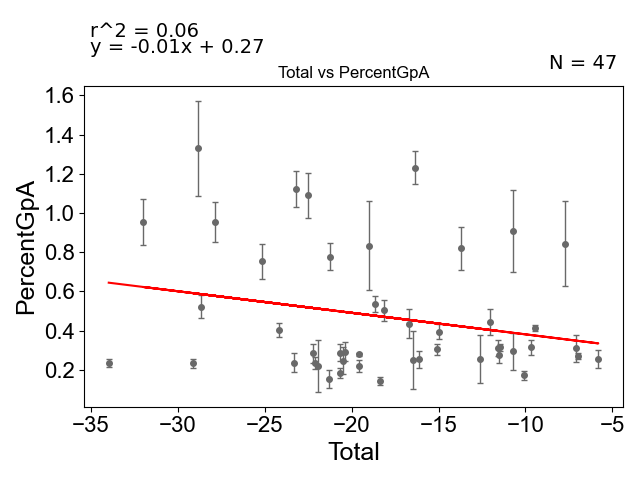 r^2 = 0.06
y = -0.01x + 0.27
N = 47
Total vs PercentGpA
PercentGpA
1.6
1.4
1.2
1.0
0.8
0.6
0.4
0.2
−35
−30
−25
−20
−15
−10
−5
Total